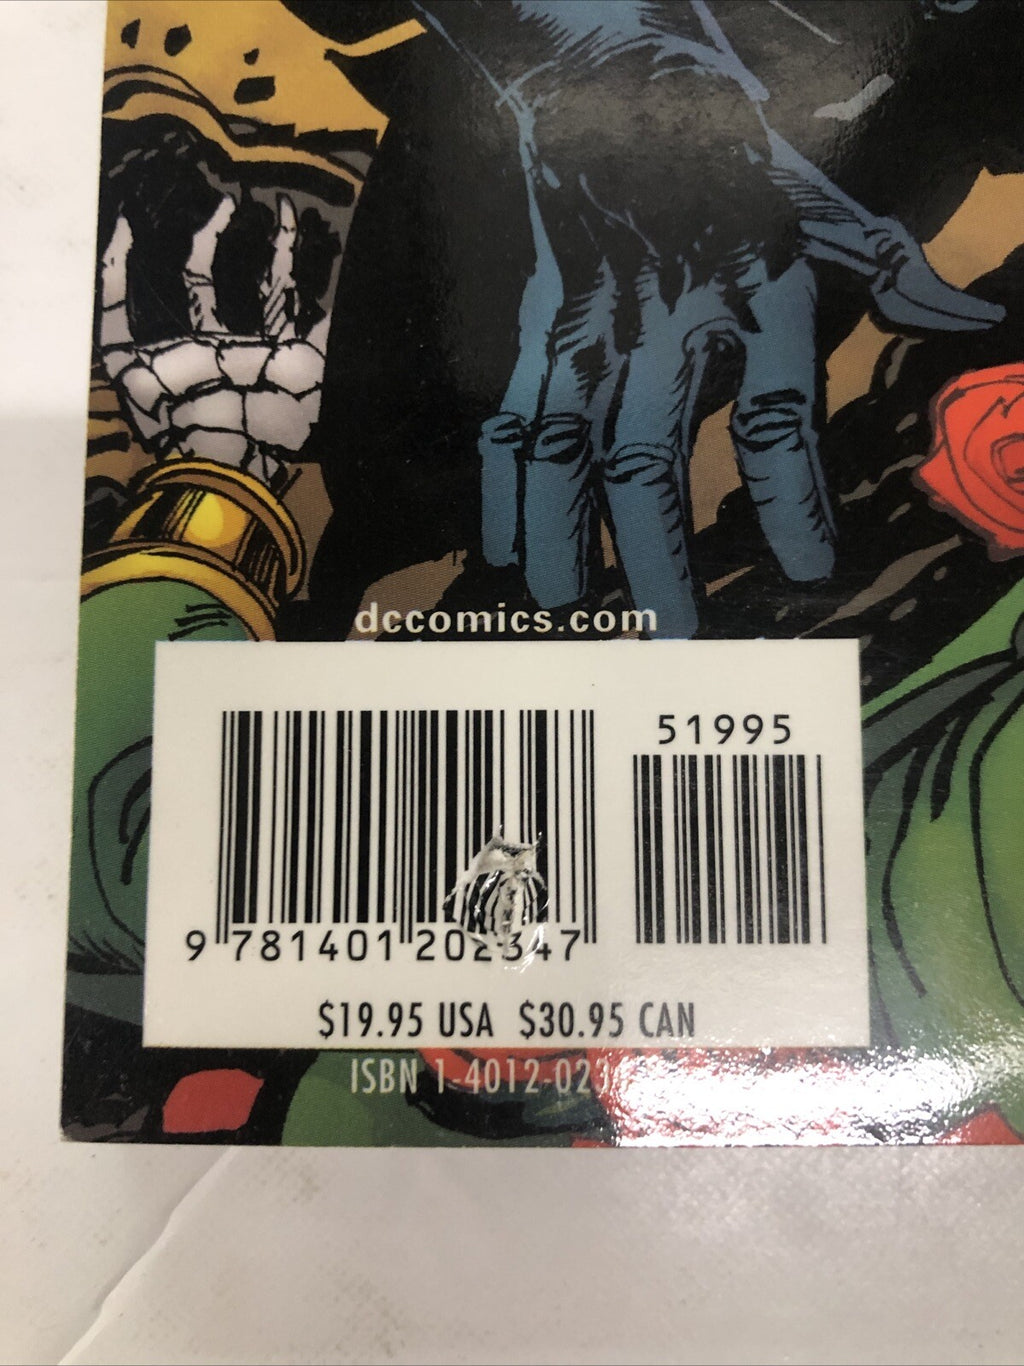 dccomics.com
51995
9 781401 202347
$19.95 USA $30.95 CAN
ISBN 1-4012-023